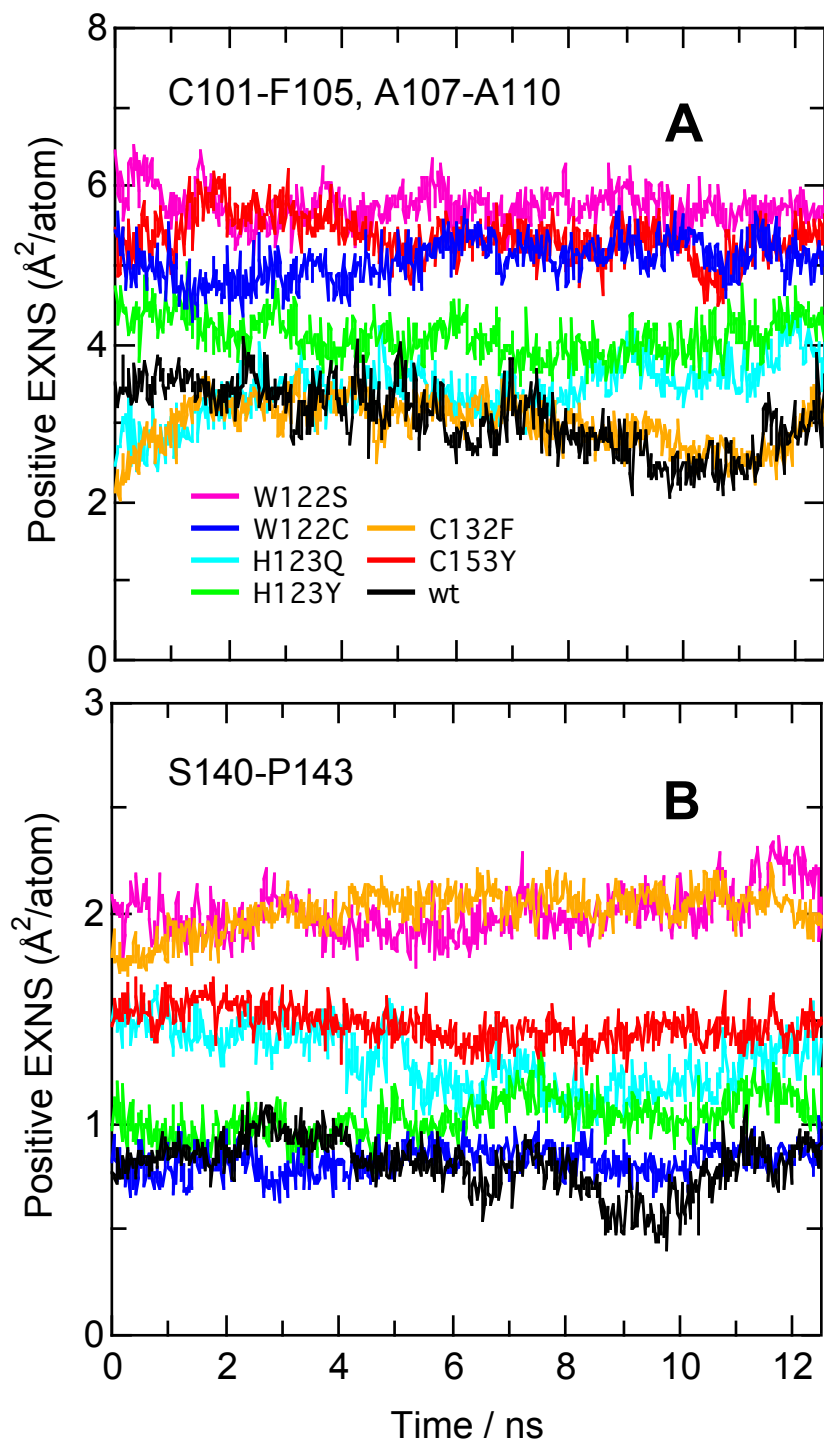 8
C101-F105, A107-A110
A
6
4
2
0
Positive EXNS (Å²/atom)
W122S
W122C
C132F
H123Q
C153Y
H123Y
wt
3
S140-P143
B
2
1
0
Positive EXNS (Å²/atom)
0 2 4 6 8 10 12
Time / ns